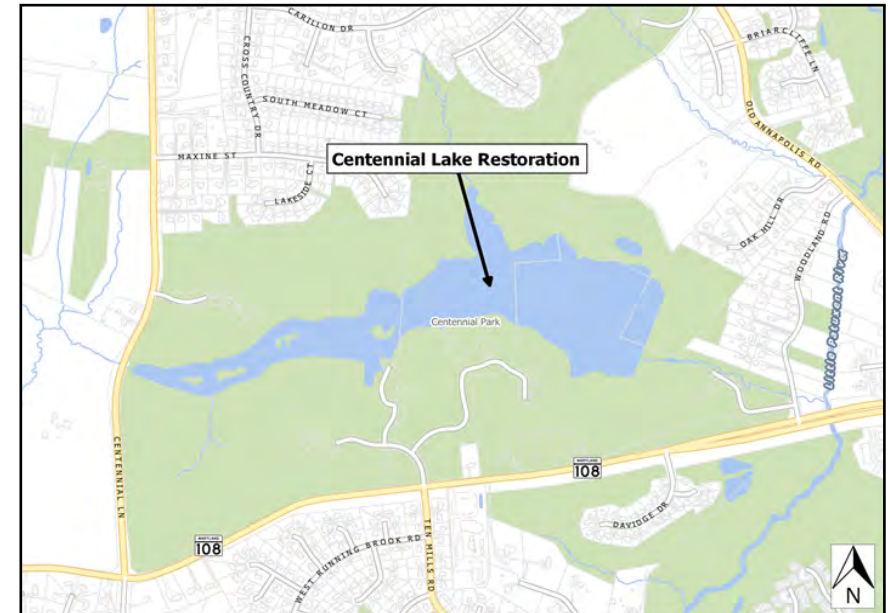 CARILLON DR
CROSS COUNTRY DR
SOUTH MEADOW CT
MAXINE ST
LAKESIDE CT
BRIARCLIFFE LN
OLD ANNAPOLIS RD
Centennial Lake Restoration
OAK HILL DR
WOODLAND RD
Little Patuxent River
Centennial Park
CENTENNIAL LN
MARYLAND
108
MARYLAND
108
DAVIDGE DR
WEST RUNNING BROOK RD
TEN MILLS RD
N